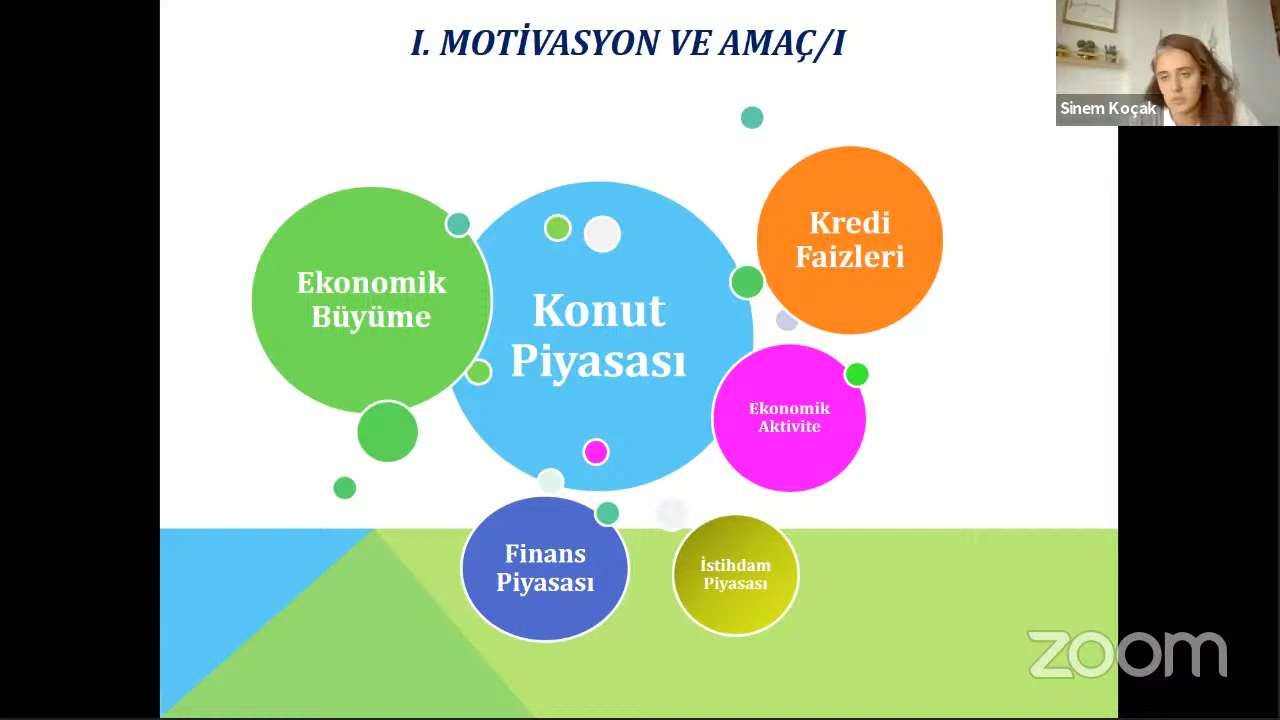 I. MOTİVASYON VE AMAÇ/I
Sinem Koçak
Kredi
Faizleri
Ekonomik
Büyüme
Konut
Piyasası
Ekonomik
Aktivite
Finans
Piyasası
İstihdam
Piyasası
zoom